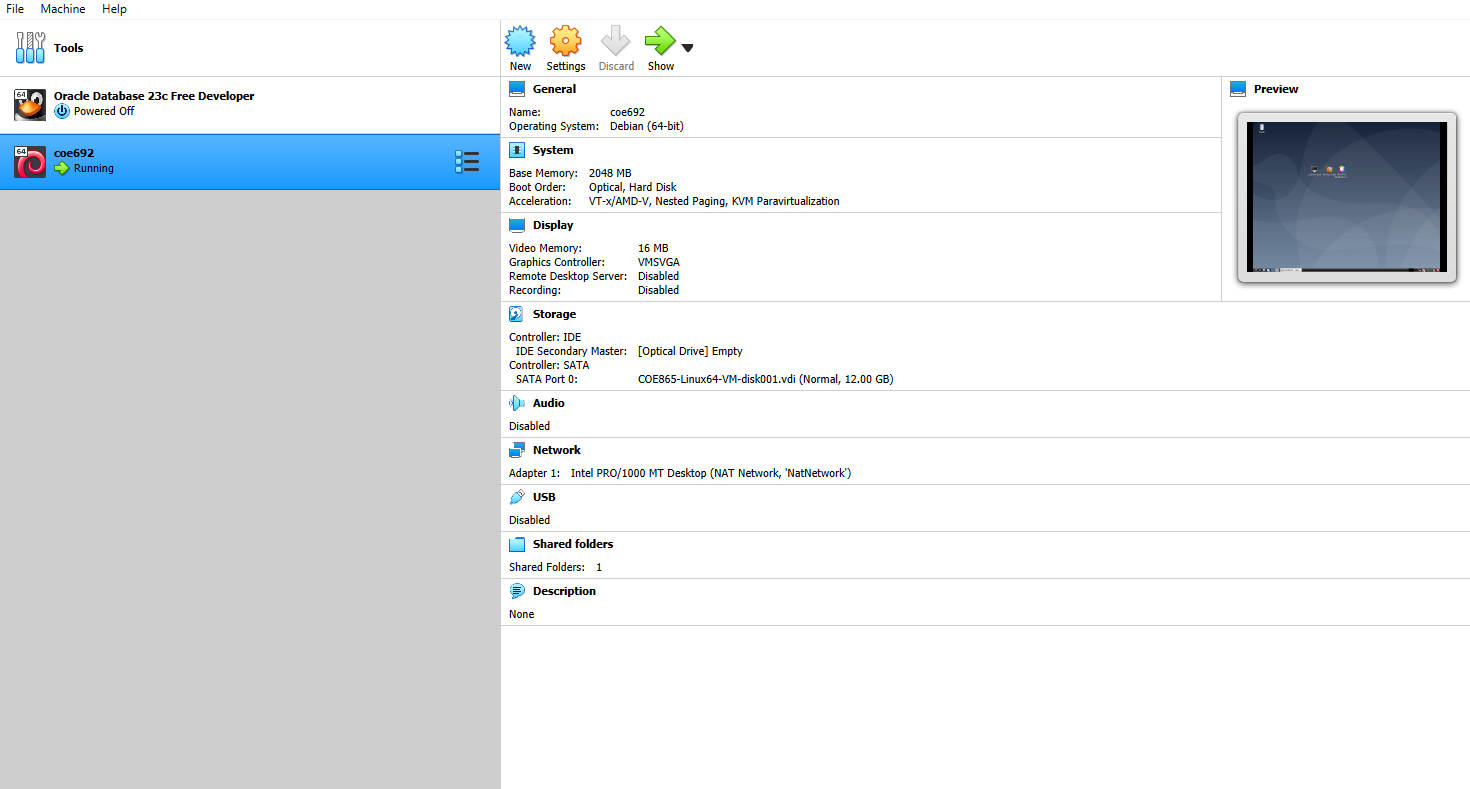 File Machine Help
Tools
New Settings Discard Show
64 Oracle Database 23c Free Developer
Powered Off
64 coe692
Running
General
Name: coe692
Operating System: Debian (64-bit)
System
Base Memory: 2048 MB
Boot Order: Optical, Hard Disk
Acceleration: VT-x/AMD-V, Nested Paging, KVM Paravirtualization
Display
Video Memory: 16 MB
Graphics Controller: VMSVGA
Remote Desktop Server: Disabled
Recording: Disabled
Preview
Storage
Controller: IDE
IDE Secondary Master: [Optical Drive] Empty
Controller: SATA
SATA Port 0: COE865-Linux64-VM-disk001.vdi (Normal, 12.00 GB)
Audio
Disabled
Network
Adapter 1: Intel PRO/1000 MT Desktop (NAT Network, 'NatNetwork')
USB
Disabled
Shared folders
Shared Folders: 1
Description
None